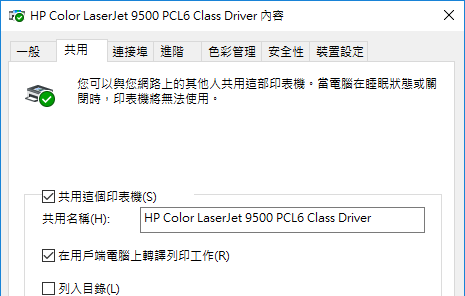 HP Color LaserJet 9500 PCL6 Class Driver 內容
一般 共用 連接埠 進階 色彩管理 安全性 裝置設定
您可以與您網路上的其他人共用這部印表機。當電腦在睡眠狀態或關
閉時，印表機將無法使用。
共用這個印表機(S)
共用名稱(H): HP Color LaserJet 9500 PCL6 Class Driver
在用戶端電腦上轉譯列印工作(R)
列入目錄(L)